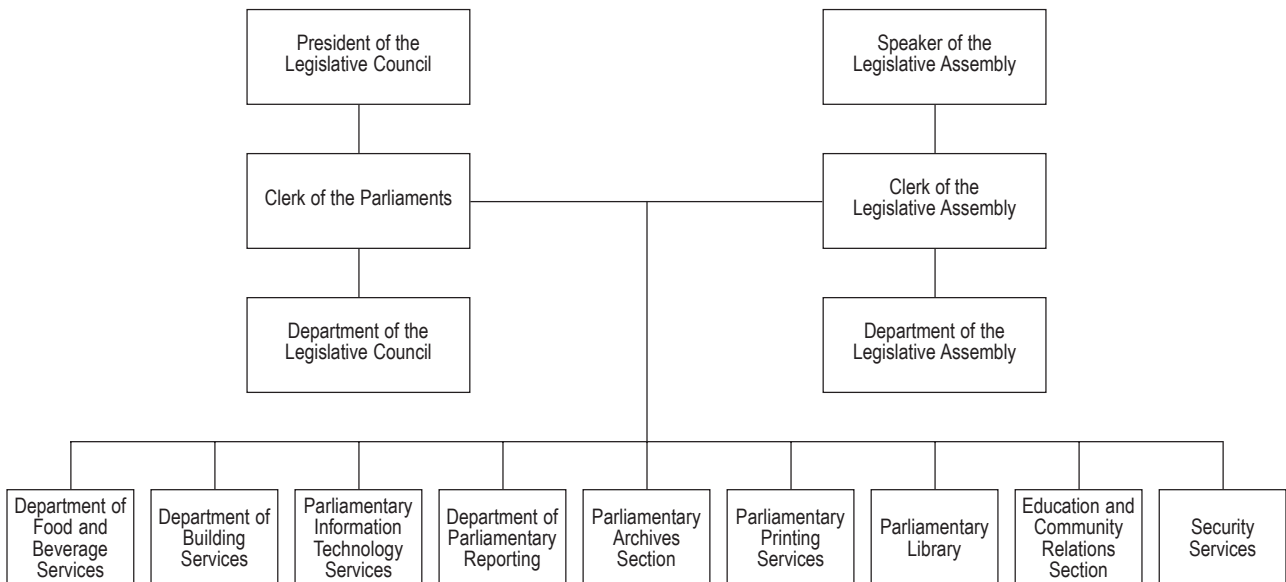 President of the
Legislative Council
Speaker of the
Legislative Assembly
Clerk of the Parliaments
Clerk of the
Legislative Assembly
Department of the
Legislative Council
Department of the
Legislative Assembly
Department of
Food and
Beverage
Services
Department of
Building
Services
Parliamentary
Information
Technology
Services
Department of
Parliamentary
Reporting
Parliamentary
Archives
Section
Parliamentary
Printing
Services
Parliamentary
Library
Education and
Community
Relations
Section
Security
Services